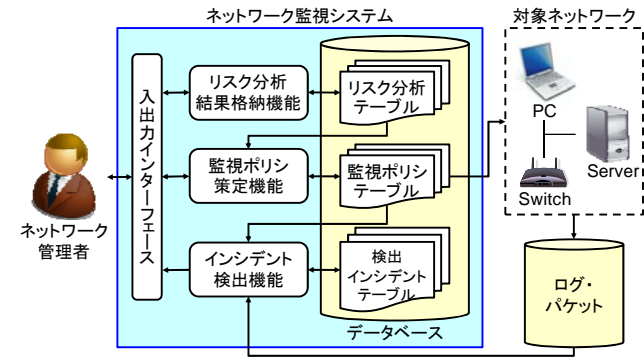 ネットワーク監視システム
対象ネットワーク
入出力インターフェース
リスク分析
結果格納機能
リスク分析
テーブル
監視ポリシ
策定機能
監視ポリシ
テーブル
インシデント
検出機能
検出
インシデント
テーブル
データベース
ネットワーク
管理者
PC
Server
Switch
ログ・
パケット